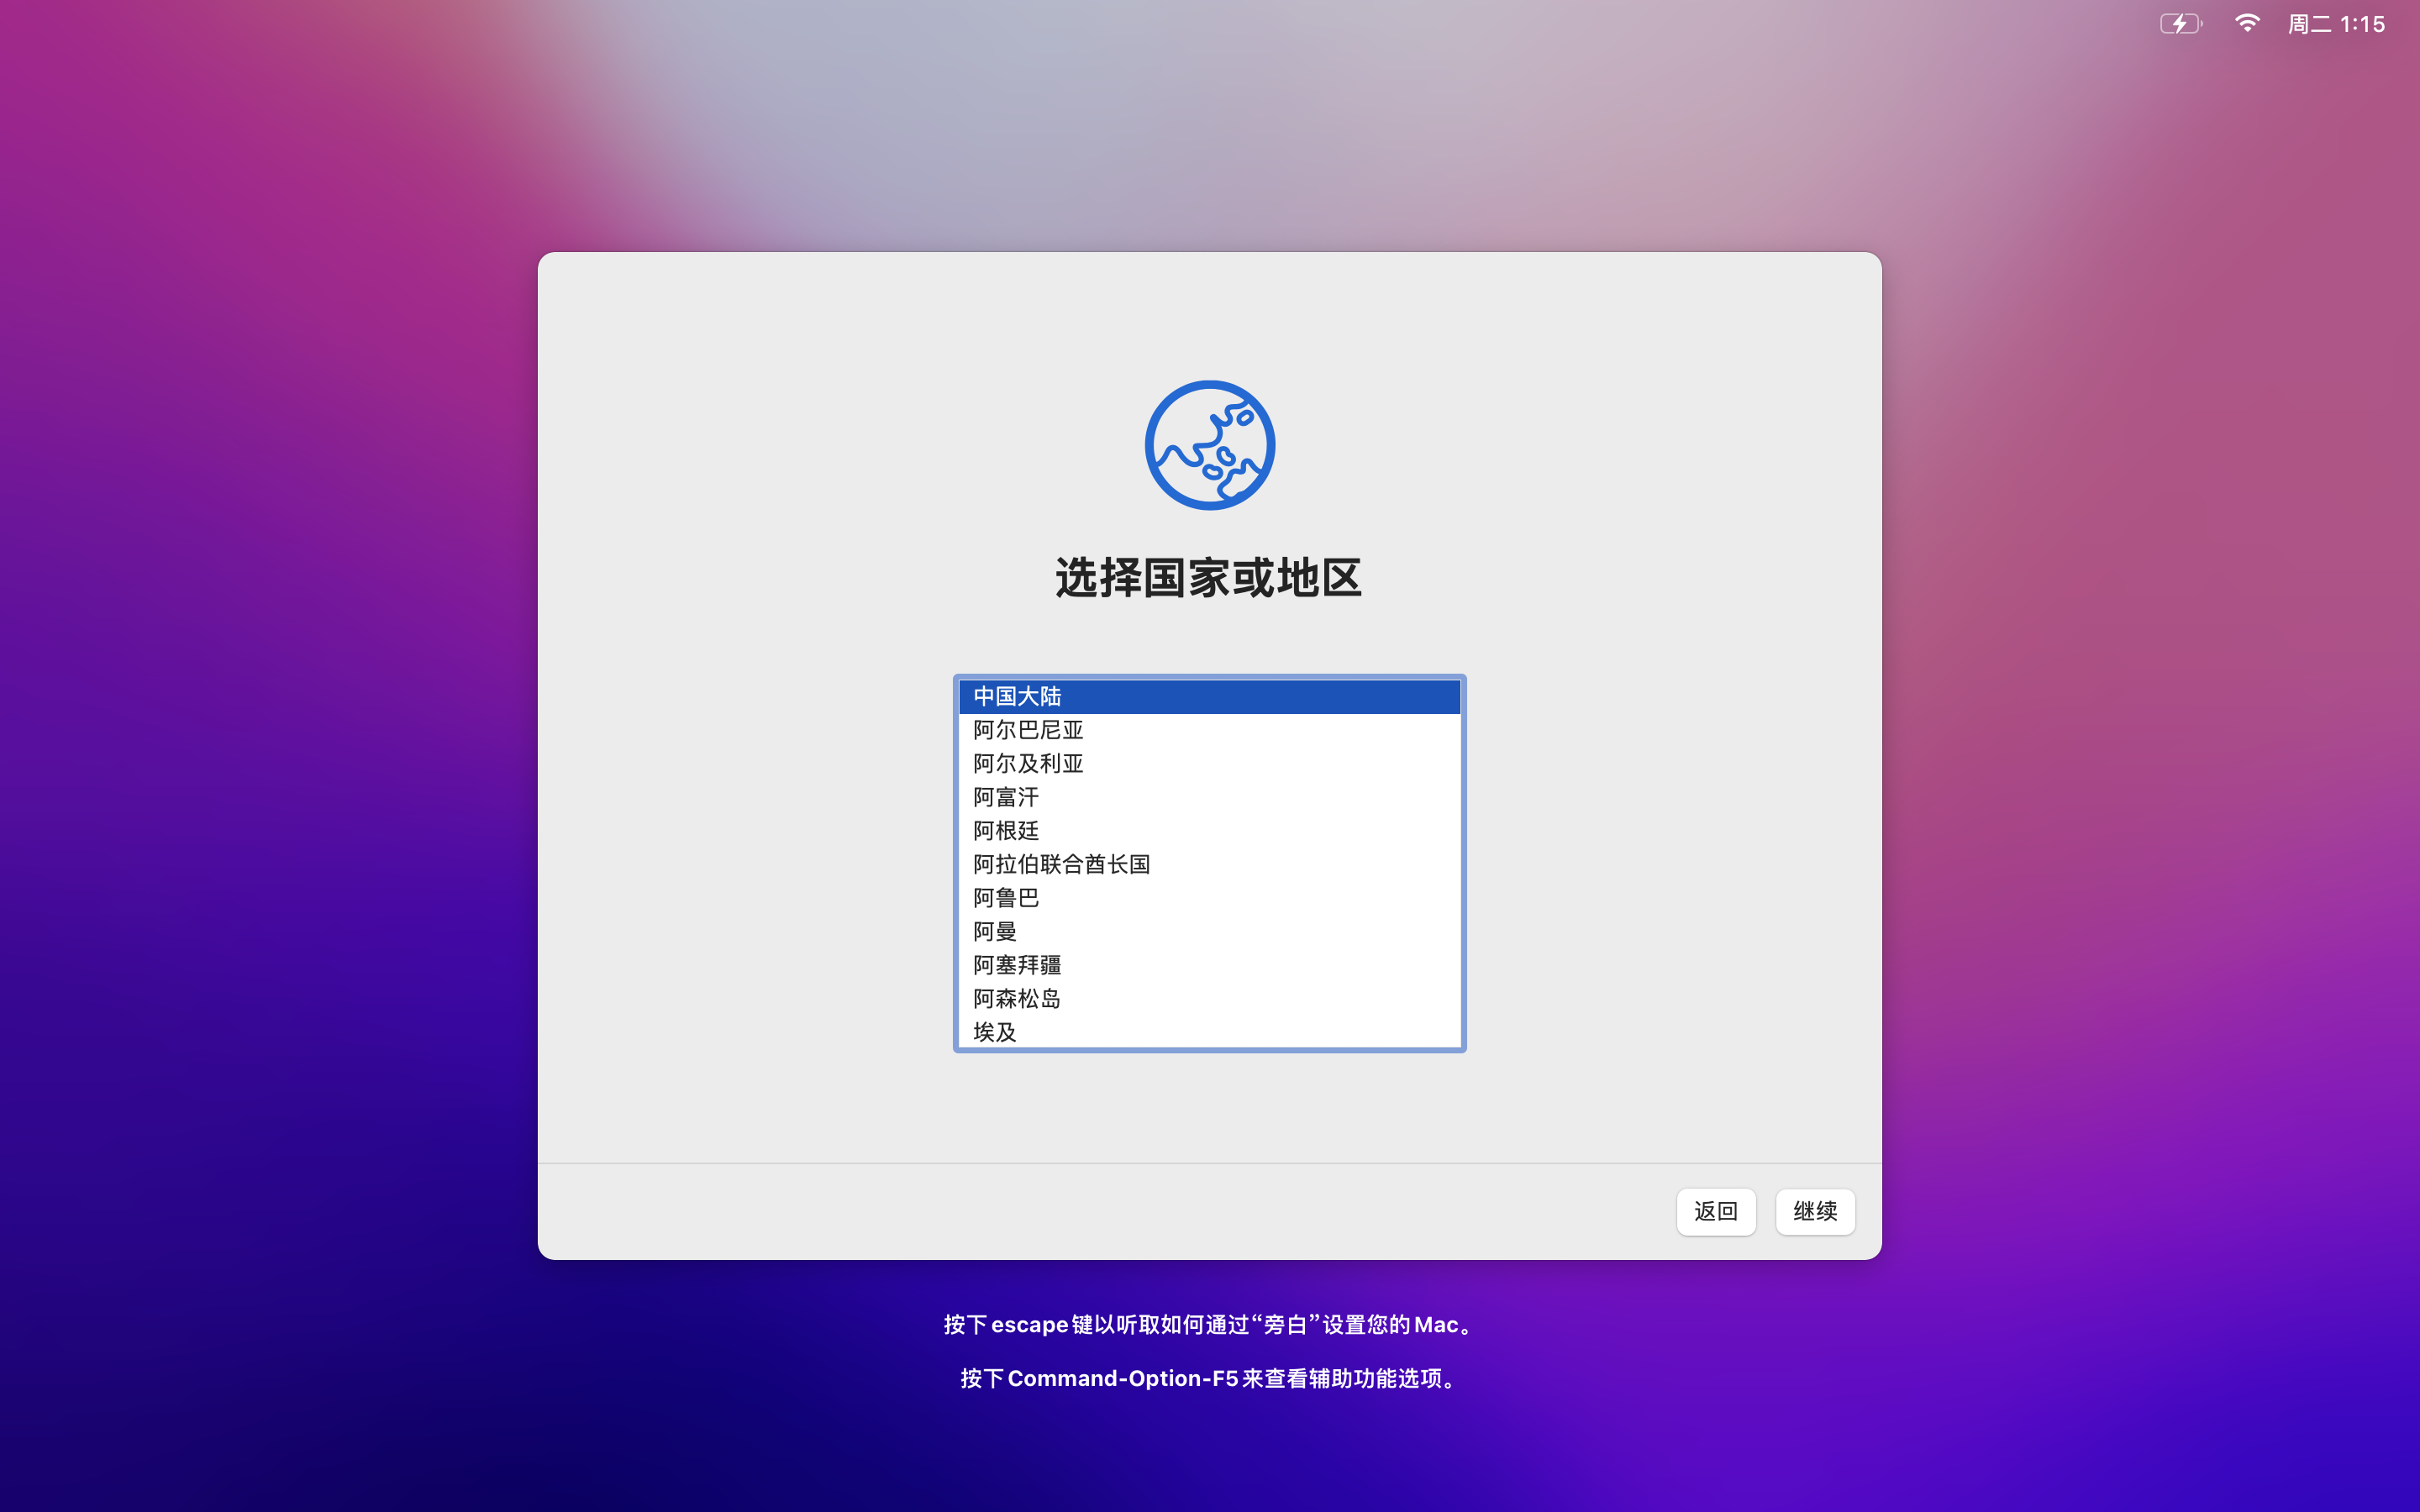 周二 1:15
选择国家或地区
中国大陆
阿尔巴尼亚
阿尔及利亚
阿富汗
阿根廷
阿拉伯联合酋长国
阿鲁巴
阿曼
阿塞拜疆
阿森松岛
埃及
返回 继续
按下 escape 键以听取如何通过“旁白”设置您的 Mac。
按下 Command-Option-F5 来查看辅助功能选项。